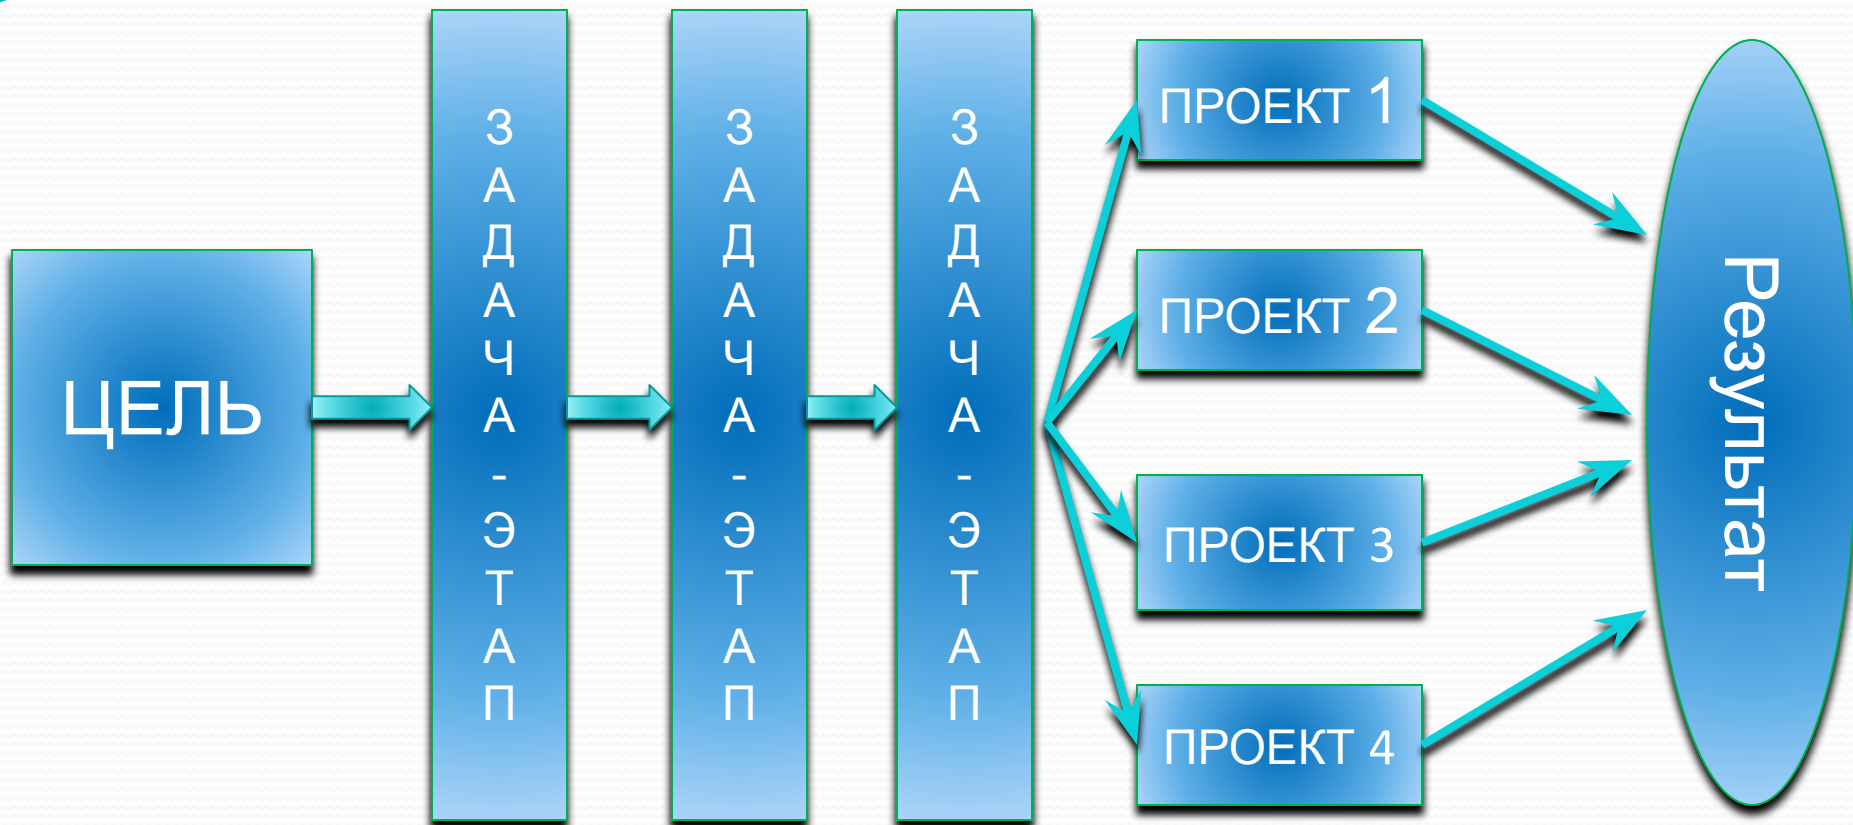 ЦЕЛЬ
ЗАДАЧА-ЭТАП
ЗАДАЧА-ЭТАП
ЗАДАЧА-ЭТАП
ПРОЕКТ 1
ПРОЕКТ 2
ПРОЕКТ 3
ПРОЕКТ 4
Результат